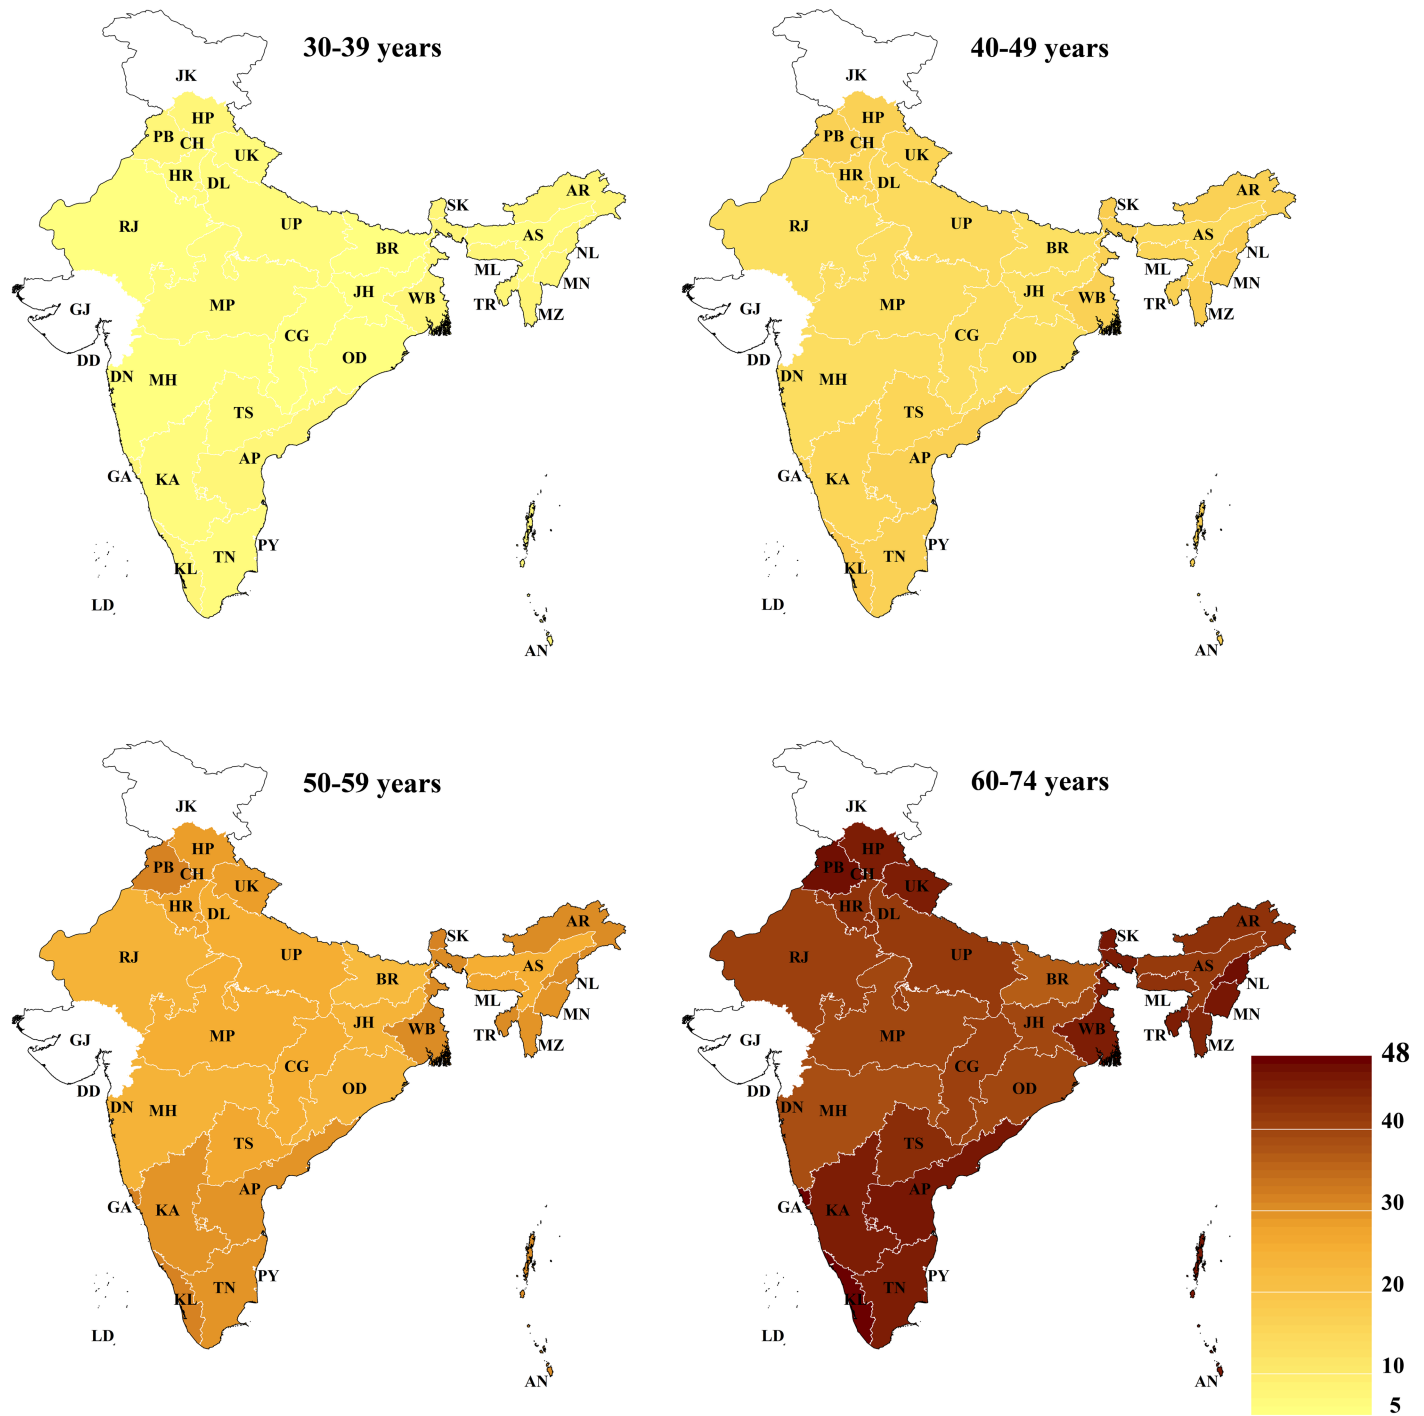 30-39 years
JK
HP
PB
CH
UK
HR
DL
AR
SK
RJ
UP
AS
BR
NL
ML
MN
JH
WB
TR
MZ
GJ
MP
CG
DD
OD
DN
MH
TS
AP
GA
KA
PY
TN
KL
LD
AN
40-49 years
JK
HP
PB
CH
UK
HR
DL
AR
SK
RJ
UP
AS
BR
NL
ML
MN
JH
WB
TR
MZ
GJ
MP
CG
DD
OD
DN
MH
TS
AP
GA
KA
PY
TN
KL
LD
AN
50-59 years
JK
HP
PB
CH
UK
HR
DL
AR
SK
RJ
UP
AS
BR
NL
ML
MN
JH
WB
TR
MZ
GJ
MP
CG
DD
OD
DN
MH
TS
AP
GA
KA
PY
TN
KL
LD
AN
60-74 years
JK
HP
PB
CH
UK
HR
DL
AR
SK
RJ
UP
AS
BR
NL
ML
MN
JH
WB
TR
MZ
GJ
MP
CG
DD
OD
DN
MH
TS
AP
GA
KA
PY
TN
KL
LD
AN
48
40
30
20
10
5